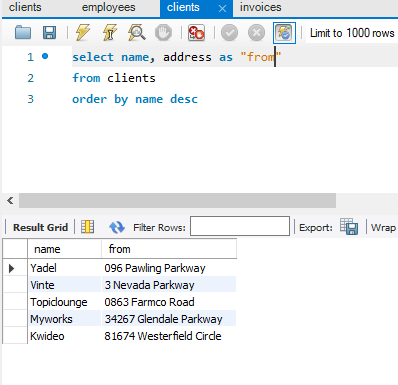 clients employees clients × invoices
Limit to 1000 rows
1 select name, address as "from"
2 from clients
3 order by name desc
Result Grid Filter Rows: Export: Wrap
name from
Yadel 096 Pawling Parkway
Vinte 3 Nevada Parkway
Topiclounge 0863 Farmco Road
Myworks 34267 Glendale Parkway
Kwideo 81674 Westerfield Circle